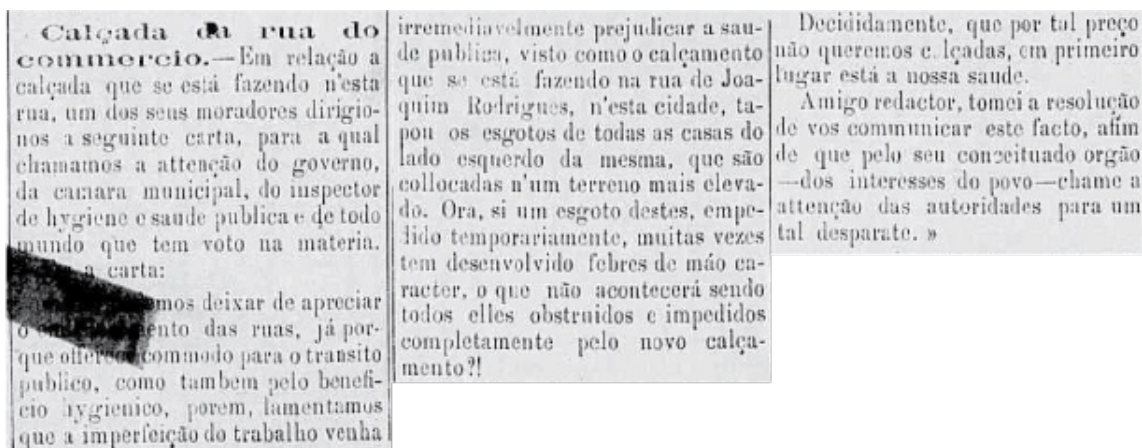 Calçada da rua do
commercio.—Em relação a
calçada que se está fazendo n'esta
rua, um dos seus moradores dirigio-
nos a seguinte carta, para a qual
chamamos a attenção do governo,
da camara municipal, do inspector
de hygiene e saude publica e de todo
mundo que tem voto na materia.
a carta:
mos deixar de apreciar
o ento das ruas, já por-
que offerece commodo para o transito
publico, como tambem pelo benefi-
cio hygienico, porem, lamentamos
que a imperfeição do trabalho venha
irremediavelmente prejudicar a sau-
de publica, visto como o calçamento
que se está fazendo na rua de Joa-
quim Rodrigues, n'esta cidade, ta-
pou os esgotos de todas as casas do
lado esquerdo da mesma, que são
collocadas n'um terreno mais eleva-
do. Ora, si um esgoto destes, empe-
dido temporariamente, muitas vezes
tem desenvolvido febres de máo ca-
racter, o que não acontecerá sendo
todos elles obstruidos e impedidos
completamente pelo novo calça-
mento?!
Decididamente, que por tal preço
não queremos c lçadas, em primeiro
lugar está a nossa saude.
Amigo redactor, tomei a resolução
de vos communicar este facto, afim
de que pelo seu conceituado orgão
—dos interesses do povo—chame a
attenção das autoridades para um
tal desparate. »